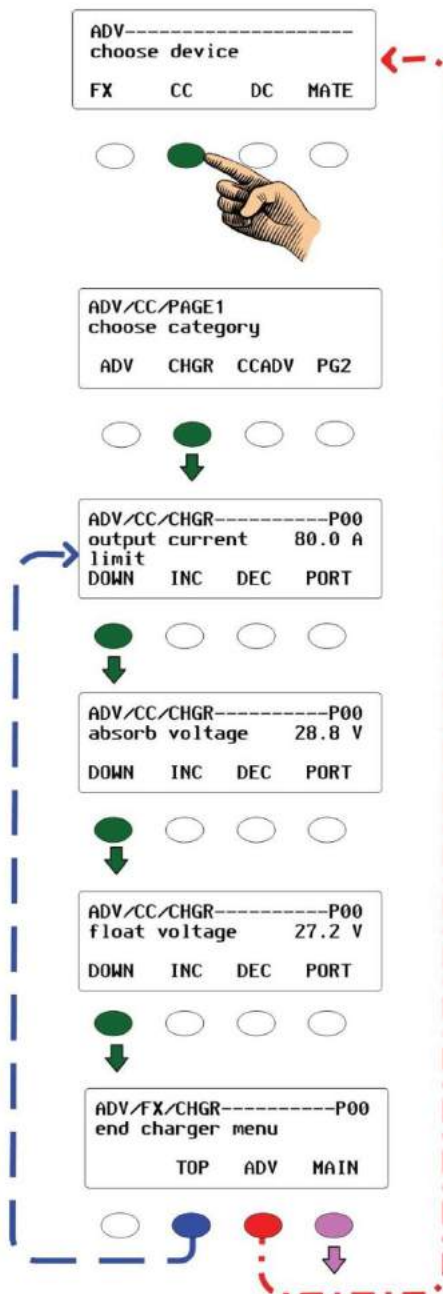 ADV---------------------
choose device
FX CC DC MATE
ADV/CC/PAGE1
choose category
ADV CHGR CCADV PG2
ADV/CC/CHGR-----------P00
output current 80.0 A
limit
DOWN INC DEC PORT
ADV/CC/CHGR-----------P00
absorb voltage 28.8 V
DOWN INC DEC PORT
ADV/CC/CHGR-----------P00
float voltage 27.2 V
DOWN INC DEC PORT
ADV/FX/CHGR-----------P00
end charger menu
TOP ADV MAIN